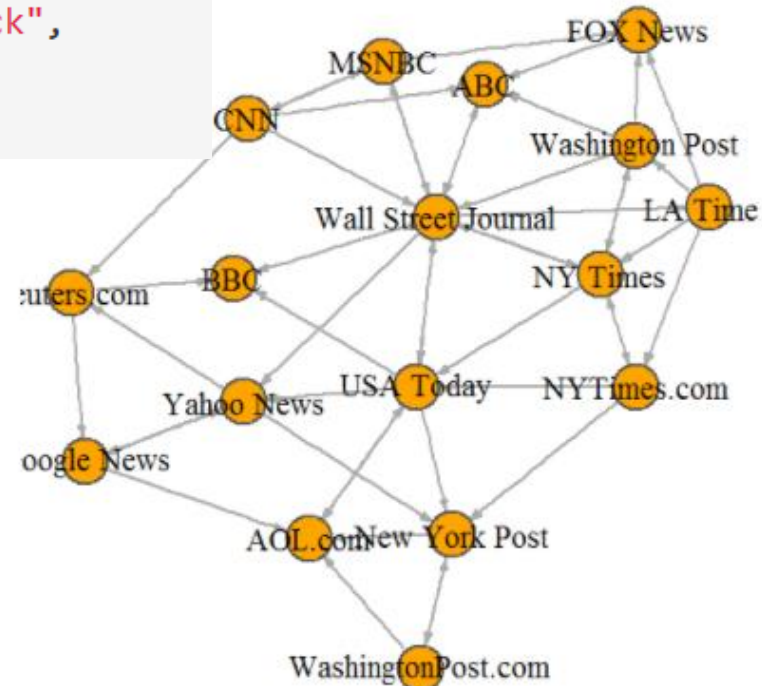 ck",
FOX News
MSNBC
ABC
CNN
Washington Post
Wall Street Journal
LA Time
NY Times
BBC
euters.com
USA Today
NYTimes.com
Yahoo News
oogle News
AOL.com
New York Post
WashingtonPost.com